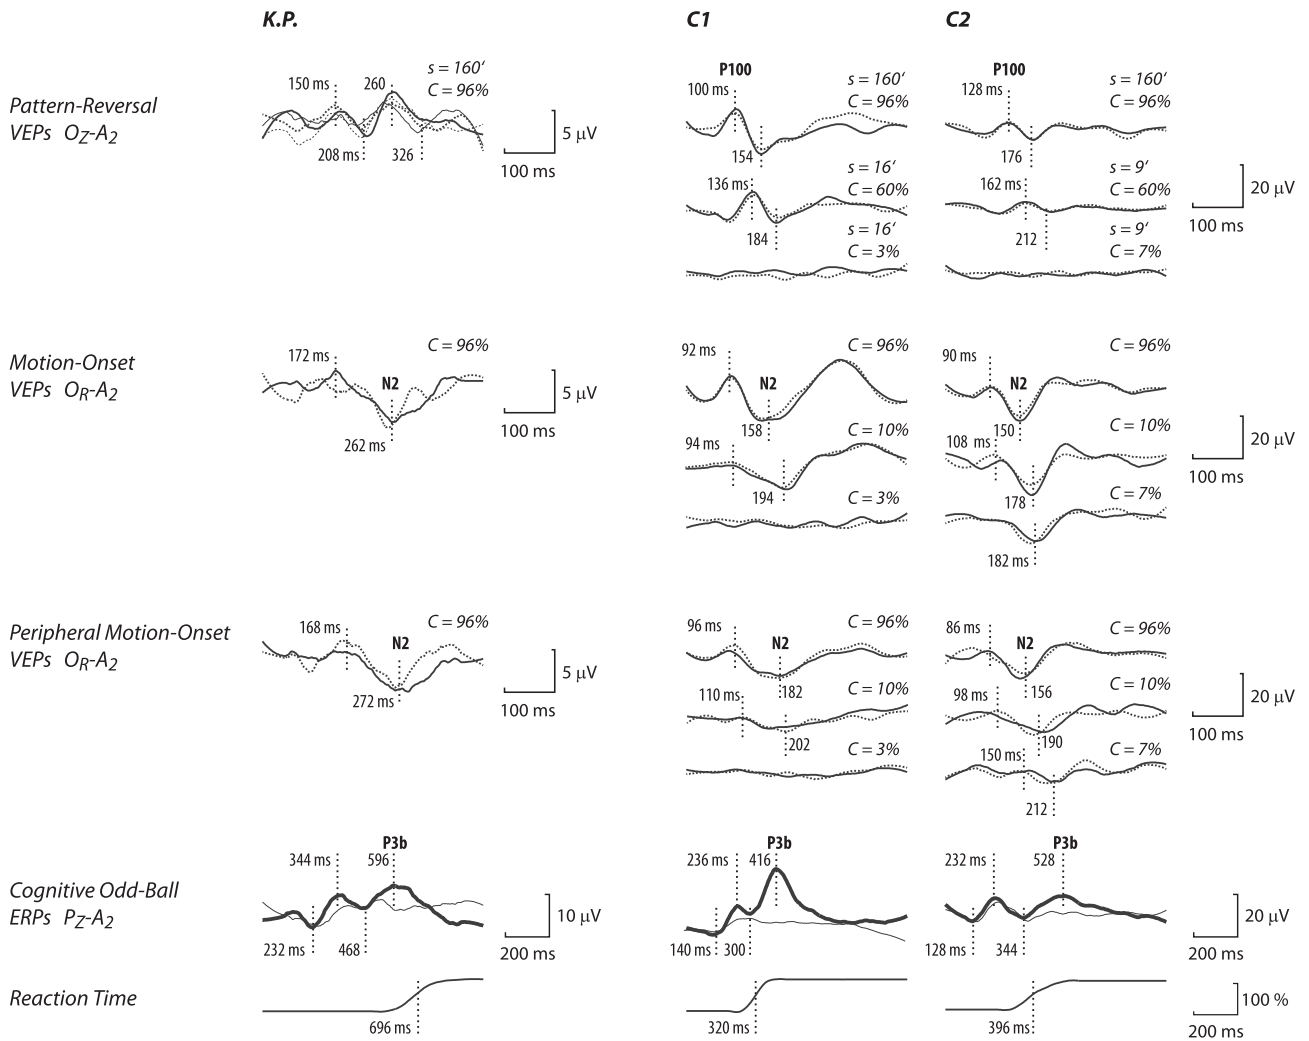 K.P.
C1
C2
Pattern-Reversal
VEPs OZ-A2
150 ms
260
s = 160‘
C = 96%
208 ms
326
5 μV
100 ms
P100
100 ms
s = 160‘
C = 96%
154
136 ms
s = 16‘
C = 60%
184
s = 16‘
C = 3%
P100
128 ms
s = 160‘
C = 96%
176
162 ms
s = 9‘
C = 60%
212
s = 9‘
C = 7%
20 μV
100 ms
Motion-Onset
VEPs OR-A2
172 ms
C = 96%
N2
262 ms
5 μV
100 ms
92 ms
C = 96%
N2
158
C = 10%
94 ms
194
C = 3%
90 ms
C = 96%
N2
150
C = 10%
108 ms
178
C = 7%
182 ms
20 μV
100 ms
Peripheral Motion-Onset
VEPs OR-A2
168 ms
C = 96%
N2
272 ms
5 μV
100 ms
96 ms
C = 96%
N2
182
110 ms
C = 10%
202
C = 3%
86 ms
C = 96%
N2
156
98 ms
C = 10%
190
150 ms
C = 7%
212
20 μV
100 ms
Cognitive Odd-Ball
ERPs PZ-A2
P3b
344 ms
596
232 ms
468
10 μV
200 ms
P3b
236 ms
416
140 ms
300
P3b
232 ms
528
128 ms
344
20 μV
200 ms
Reaction Time
696 ms
320 ms
396 ms
100 %
200 ms